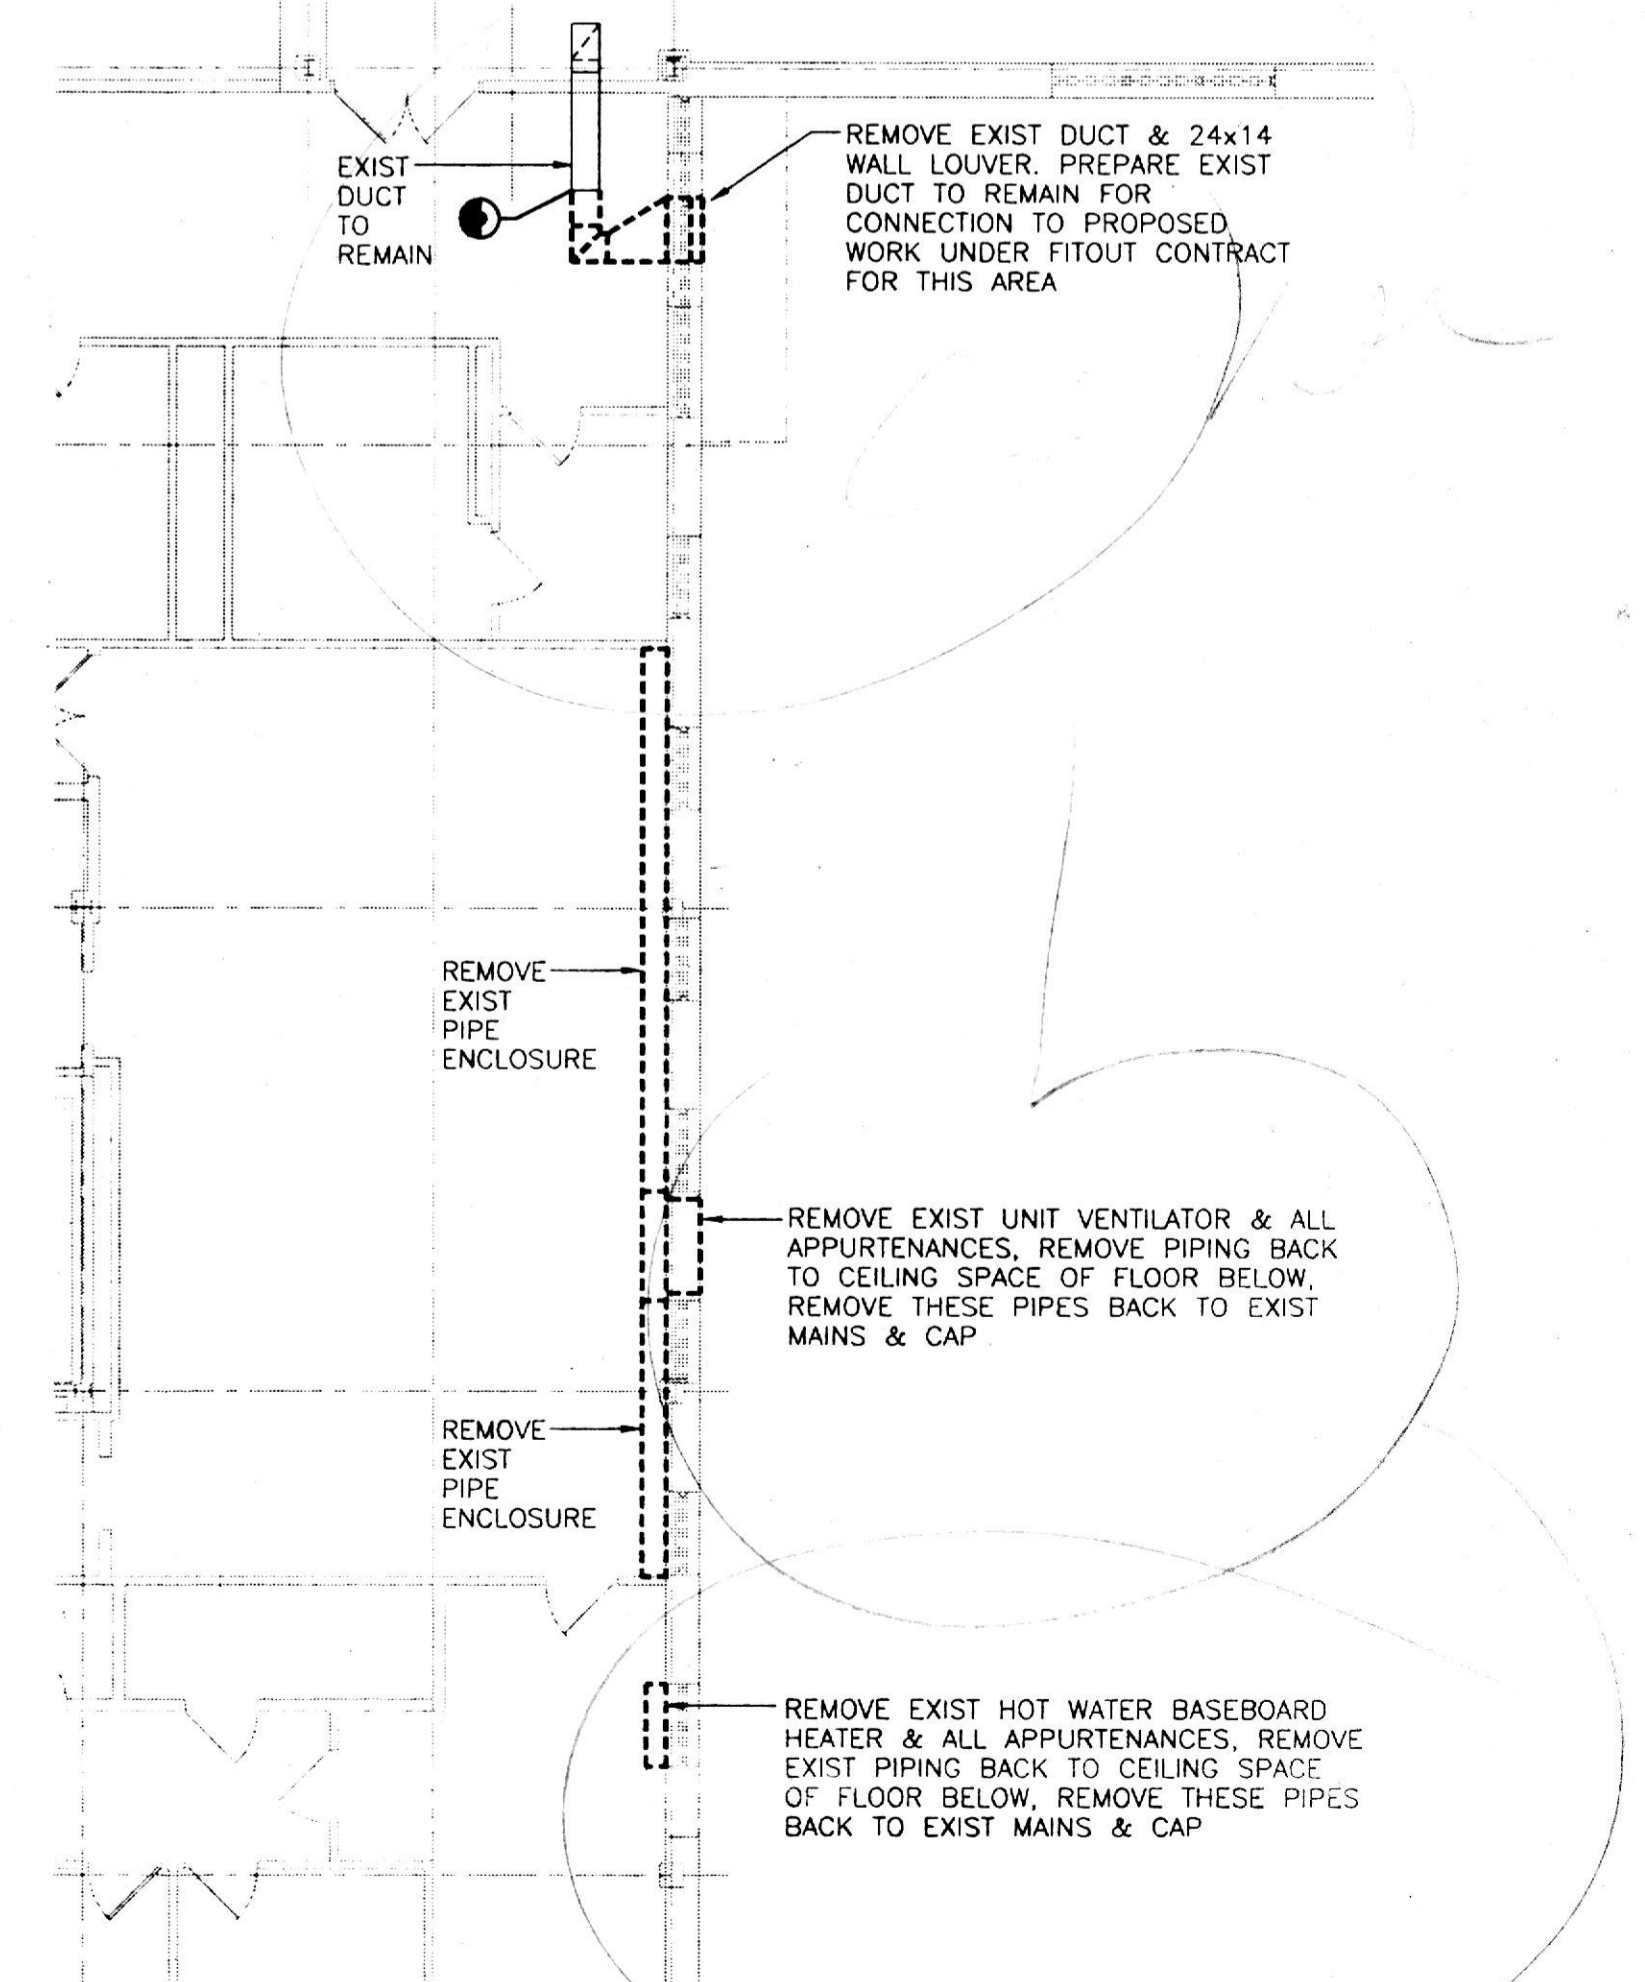 EXIST
DUCT
TO
REMAIN
REMOVE EXIST DUCT & 24x14
WALL LOUVER. PREPARE EXIST
DUCT TO REMAIN FOR
CONNECTION TO PROPOSED
WORK UNDER FITOUT CONTRACT
FOR THIS AREA
REMOVE
EXIST
PIPE
ENCLOSURE
REMOVE EXIST UNIT VENTILATOR & ALL
APPURTENANCES, REMOVE PIPING BACK
TO CEILING SPACE OF FLOOR BELOW,
REMOVE THESE PIPES BACK TO EXIST
MAINS & CAP
REMOVE
EXIST
PIPE
ENCLOSURE
REMOVE EXIST HOT WATER BASEBOARD
HEATER & ALL APPURTENANCES, REMOVE
EXIST PIPING BACK TO CEILING SPACE
OF FLOOR BELOW, REMOVE THESE PIPES
BACK TO EXIST MAINS & CAP